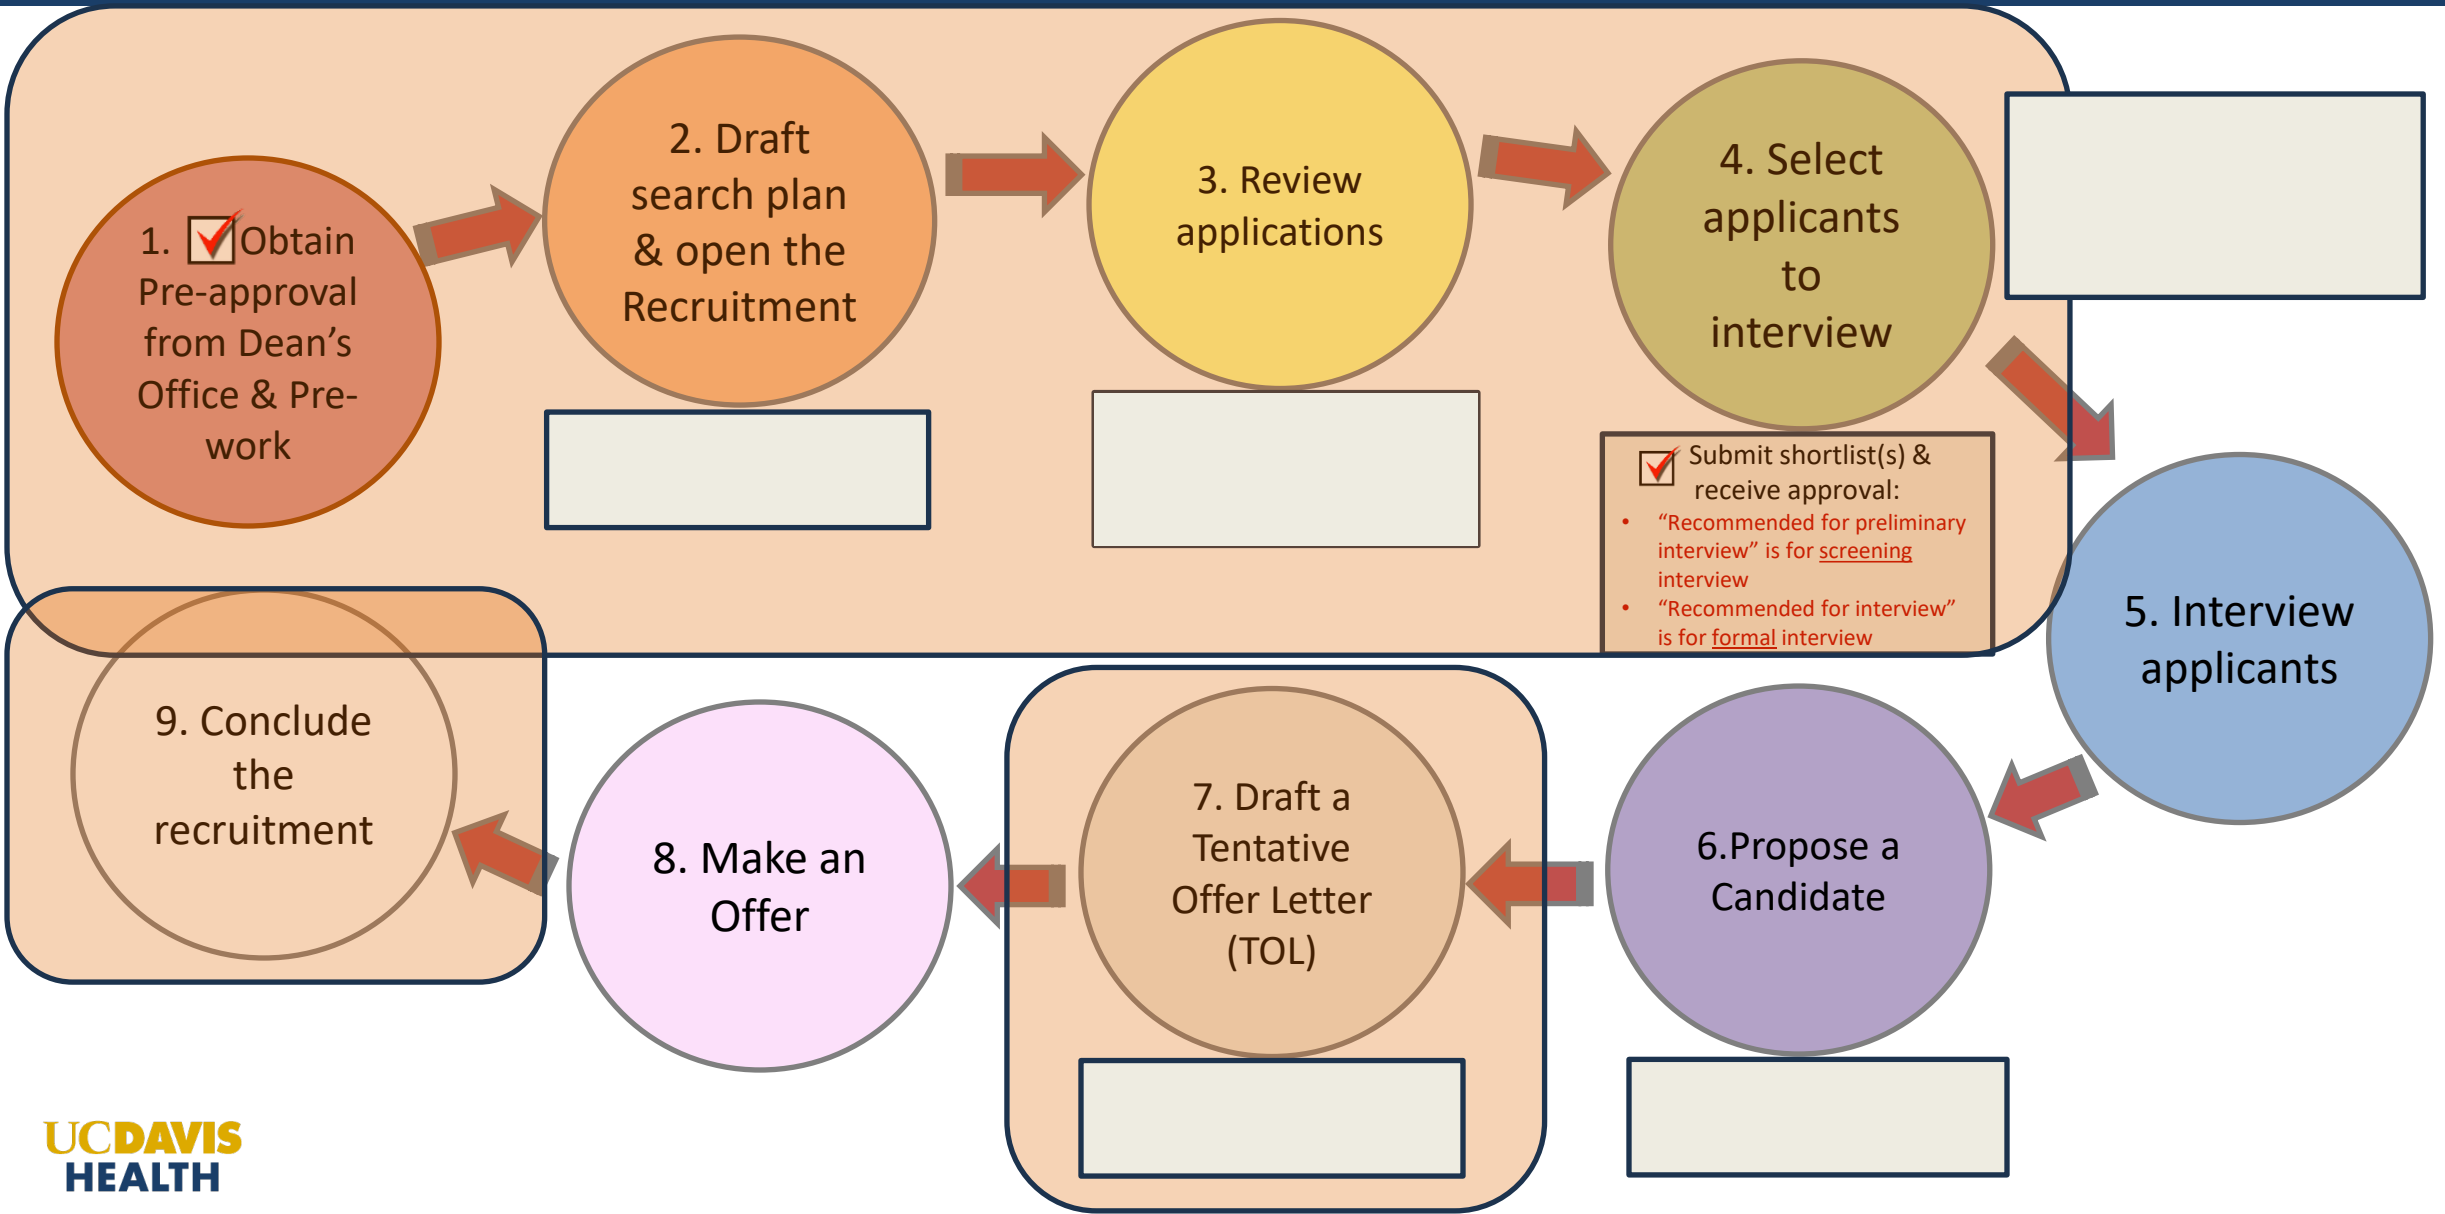 1. Obtain
Pre-approval
from Dean's
Office & Pre-
work
2. Draft
search plan
& open the
Recruitment
3. Review
applications
4. Select
applicants
to
interview
Submit shortlist(s) &
receive approval:
• “Recommended for preliminary
interview” is for screening
interview
• “Recommended for interview”
is for formal interview
5. Interview
applicants
6.Propose a
Candidate
7. Draft a
Tentative
Offer Letter
(TOL)
8. Make an
Offer
9. Conclude
the
recruitment
UCDAVIS
HEALTH